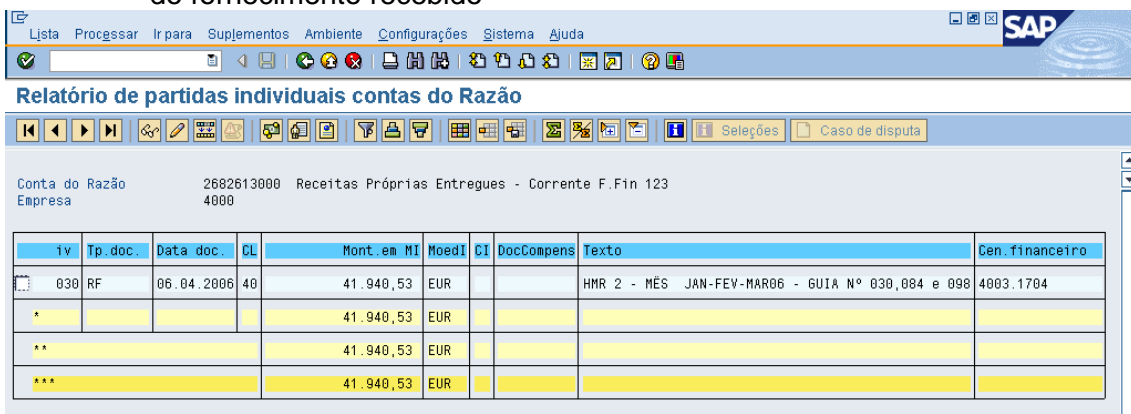 de fornecimento recebido
Lista Processar Ir para Suplementos Ambiente Configurações Sistema Ajuda
SAP
Relatório de partidas individuais contas do Razão
Seleções Caso de disputa
Conta do Razão 2682613000 Receitas Próprias Entregues - Corrente F.Fin 123
Empresa 4000
iv Tp.doc. Data doc. CL Mont.em MI MoedI CI DocCompens Texto Cen.financeiro
030 RF 06.04.2006 40 41.940,53 EUR HMR 2 - MÊS JAN-FEV-MAR06 - GUIA Nº 030,084 e 098 4003.1704
* 41.940,53 EUR
** 41.940,53 EUR
*** 41.940,53 EUR